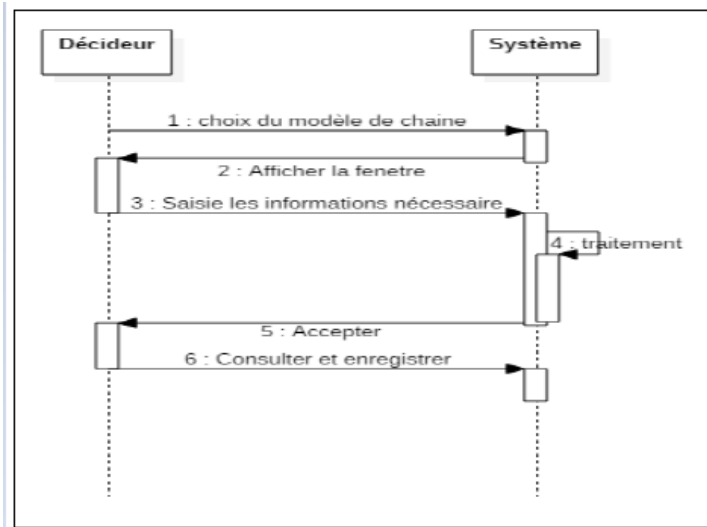 Décideur
Système
1 : choix du modèle de chaine
2 : Afficher la fenetre
3 : Saisie les informations nécessaire
4 : traitement
5 : Accepter
6 : Consulter et enregistrer